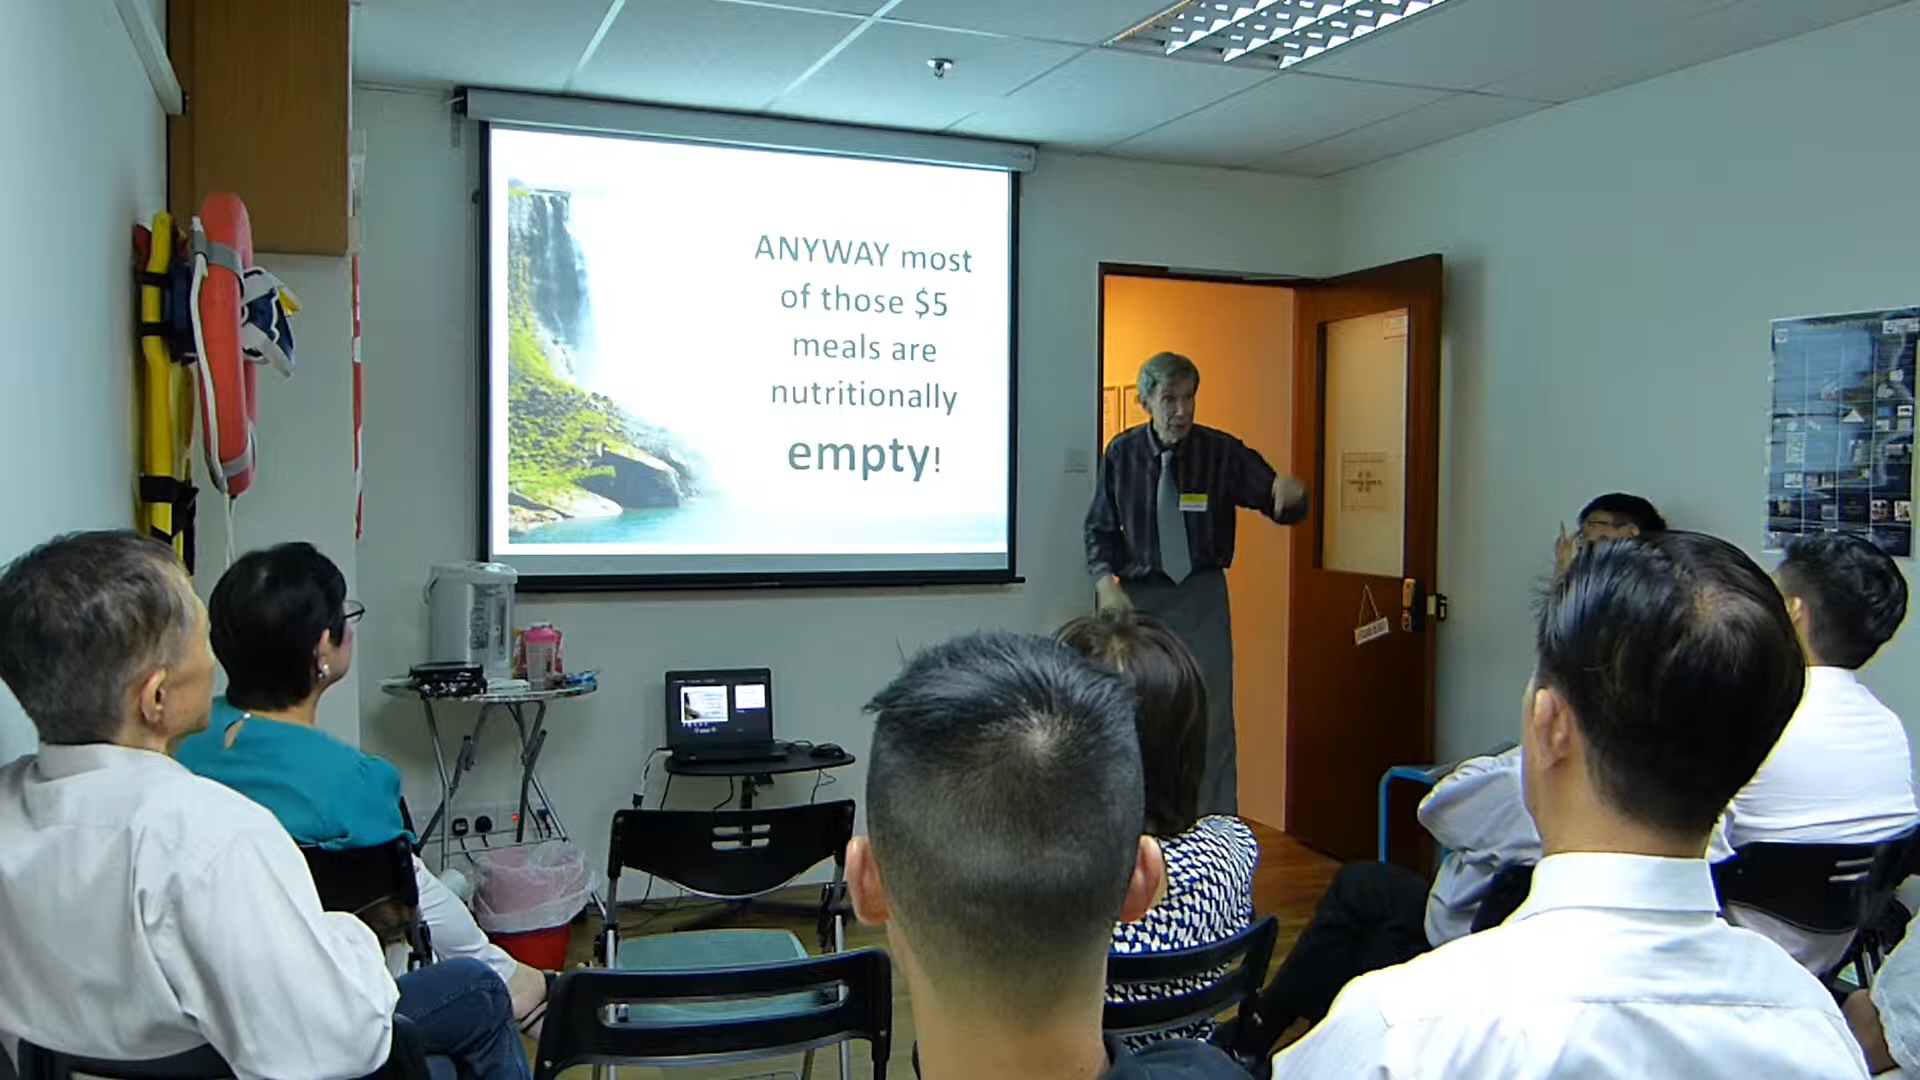 ANYWAY most
of those $5
meals are
nutritionally
empty!